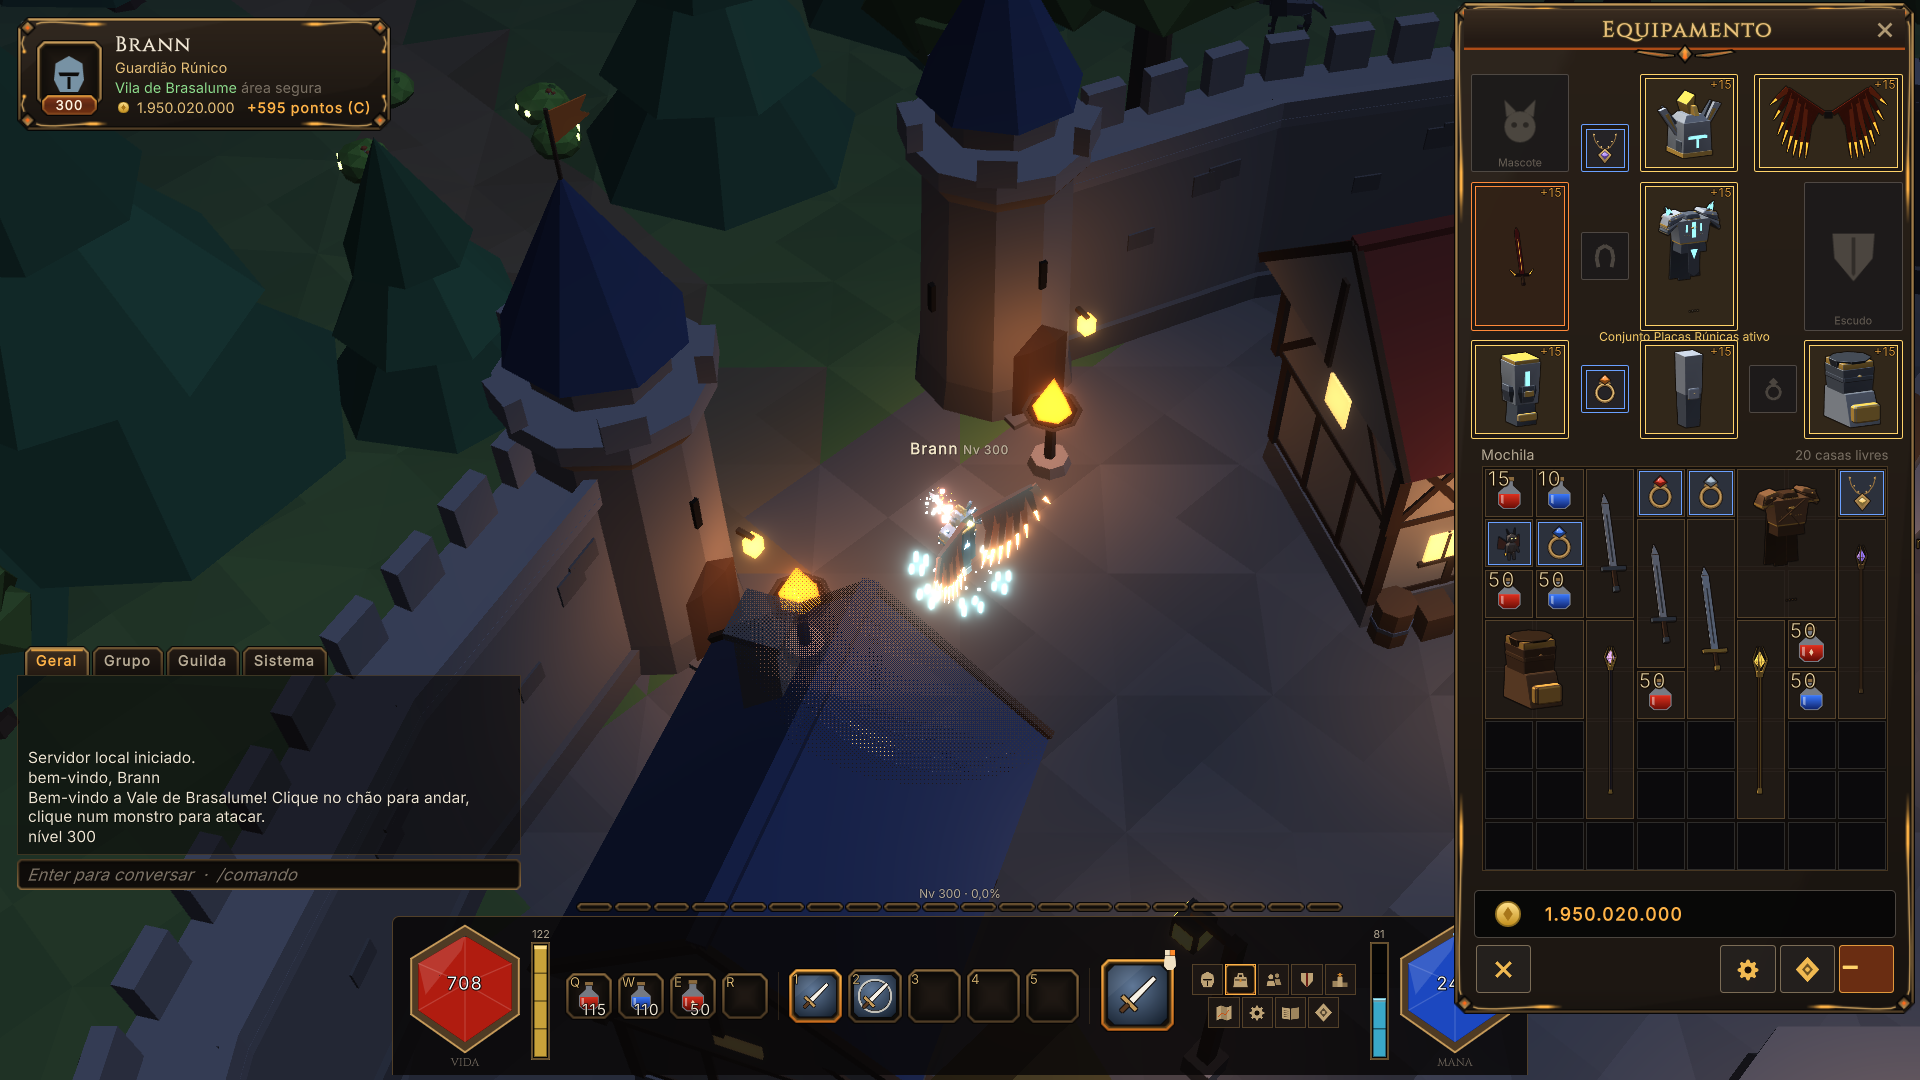 BRANN
Guardião Rúnico
Vila de Brasalume área segura
300
1.950.020.000 +595 pontos (C)
Brann Nv 300
Geral
Grupo
Guilda
Sistema
Servidor local iniciado.
bem-vindo, Brann
Bem-vindo a Vale de Brasalume! Clique no chão para andar,
clique num monstro para atacar.
nível 300
Enter para conversar · /comando
Nv 300 · 0,0%
708
VIDA
122
Q
115
W
110
E
50
R
1
2
3
4
5
81
24
MANA
EQUIPAMENTO
Mascote
+15
+15
+15
+15
Escudo
Conjunto Placas Rúnicas ativo
+15
+15
+15
Mochila
20 casas livres
15
10
50
50
50
50
50
1.950.020.000